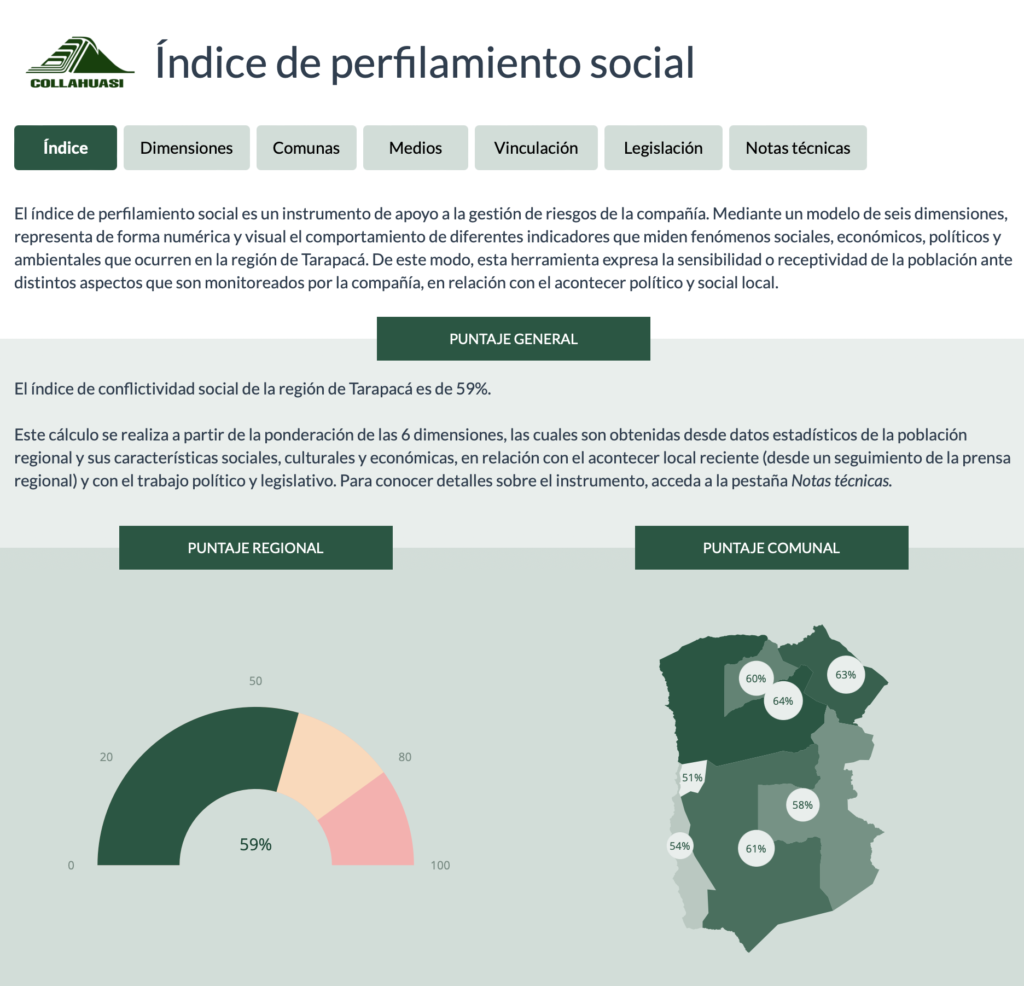 COLLAHUASI
Índice de perfilamiento social
Índice
Dimensiones
Comunas
Medios
Vinculación
Legislación
Notas técnicas
El índice de perfilamiento social es un instrumento de apoyo a la gestión de riesgos de la compañía. Mediante un modelo de seis dimensiones,
representa de forma numérica y visual el comportamiento de diferentes indicadores que miden fenómenos sociales, económicos, políticos y
ambientales que ocurren en la región de Tarapacá. De este modo, esta herramienta expresa la sensibilidad o receptividad de la población ante
distintos aspectos que son monitoreados por la compañía, en relación con el acontecer político y social local.
PUNTAJE GENERAL
El índice de conflictividad social de la región de Tarapacá es de 59%.
Este cálculo se realiza a partir de la ponderación de las 6 dimensiones, las cuales son obtenidas desde datos estadísticos de la población
regional y sus características sociales, culturales y económicas, en relación con el acontecer local reciente (desde un seguimiento de la prensa
regional) y con el trabajo político y legislativo. Para conocer detalles sobre el instrumento, acceda a la pestaña Notas técnicas.
PUNTAJE REGIONAL
0
20
50
80
100
59%
PUNTAJE COMUNAL
60%
63%
64%
51%
58%
54%
61%